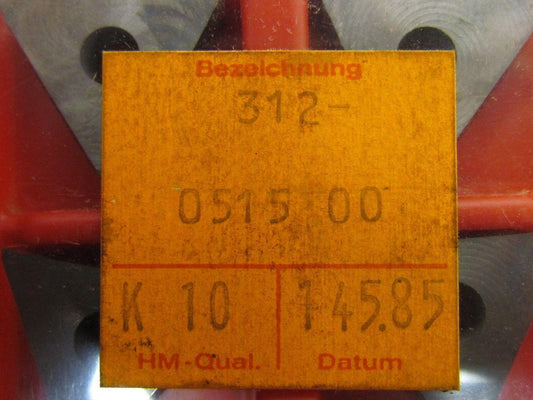 Bezeichnung
312-
0515 00
K 10 145.85
HM-Qual. Datum